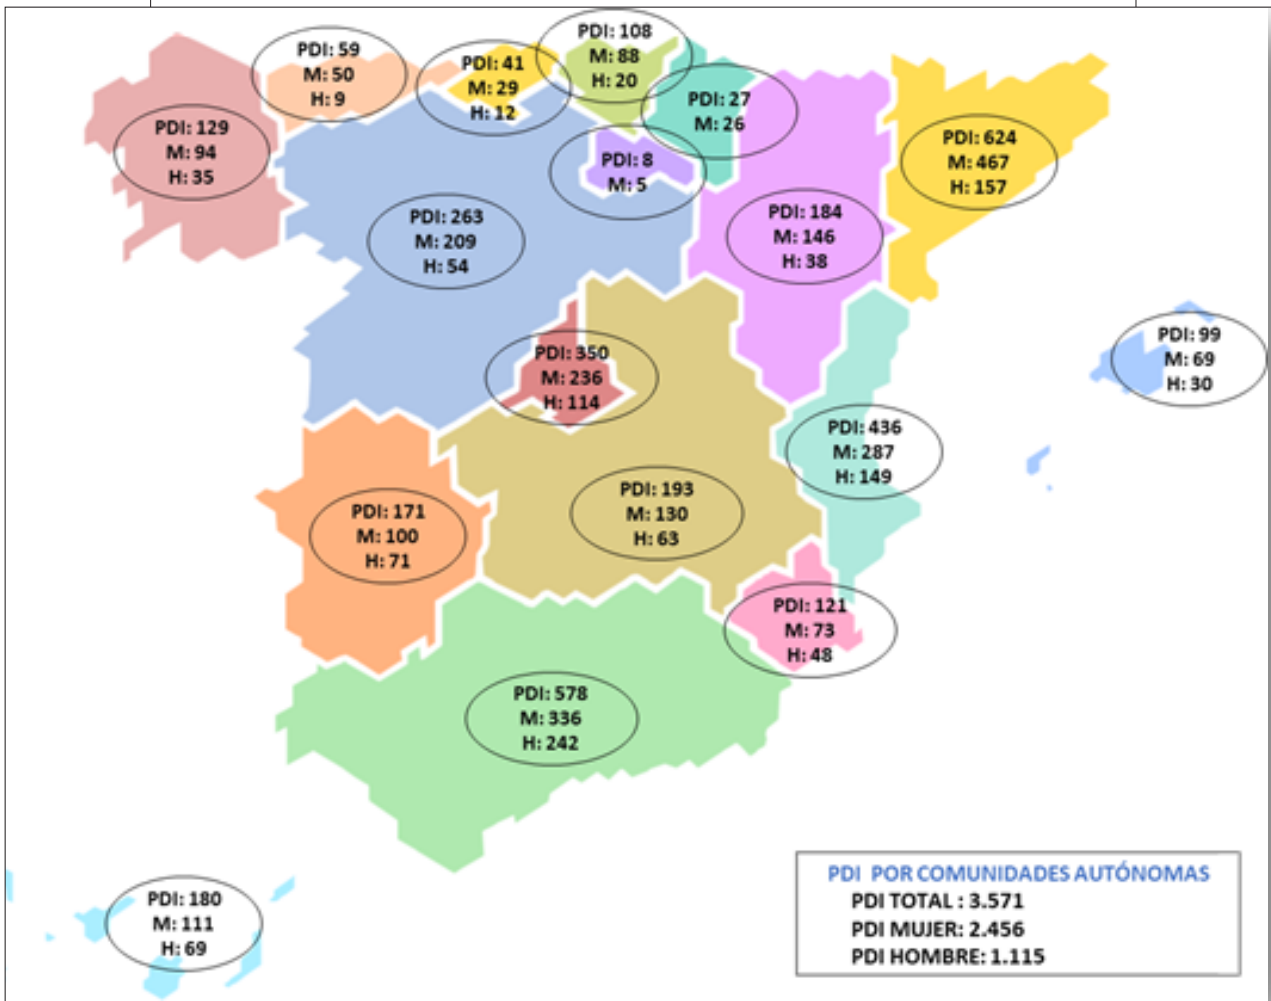 PDI: 59
M: 50
H: 9
PDI: 41
M: 29
H: 12
PDI: 108
M: 88
H: 20
PDI: 27
M: 26
PDI: 129
M: 94
H: 35
PDI: 8
M: 5
PDI: 624
M: 467
H: 157
PDI: 263
M: 209
H: 54
PDI: 184
M: 146
H: 38
PDI: 350
M: 236
H: 114
PDI: 99
M: 69
H: 30
PDI: 436
M: 287
H: 149
PDI: 171
M: 100
H: 71
PDI: 193
M: 130
H: 63
PDI: 121
M: 73
H: 48
PDI: 578
M: 336
H: 242
PDI: 180
M: 111
H: 69
PDI POR COMUNIDADES AUTÓNOMAS
PDI TOTAL : 3.571
PDI MUJER: 2.456
PDI HOMBRE: 1.115